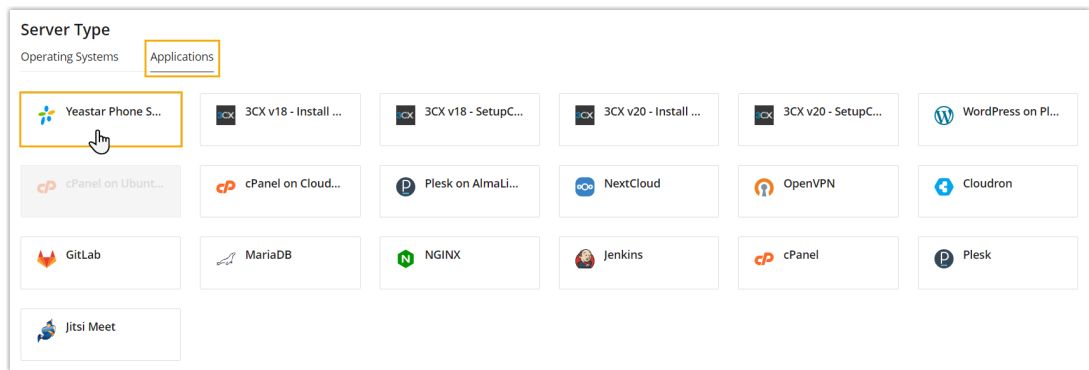 Server Type
Operating Systems Applications
Yeastar Phone S... 3CX v18 - Install ... 3CX v18 - SetupC... 3CX v20 - Install ... 3CX v20 - SetupC... WordPress on Pl...
cPanel on Ubunt... cPanel on Cloud... Plesk on AlmaLi... NextCloud OpenVPN Cloudron
GitLab MariaDB NGINX Jenkins cPanel Plesk
Jitsi Meet